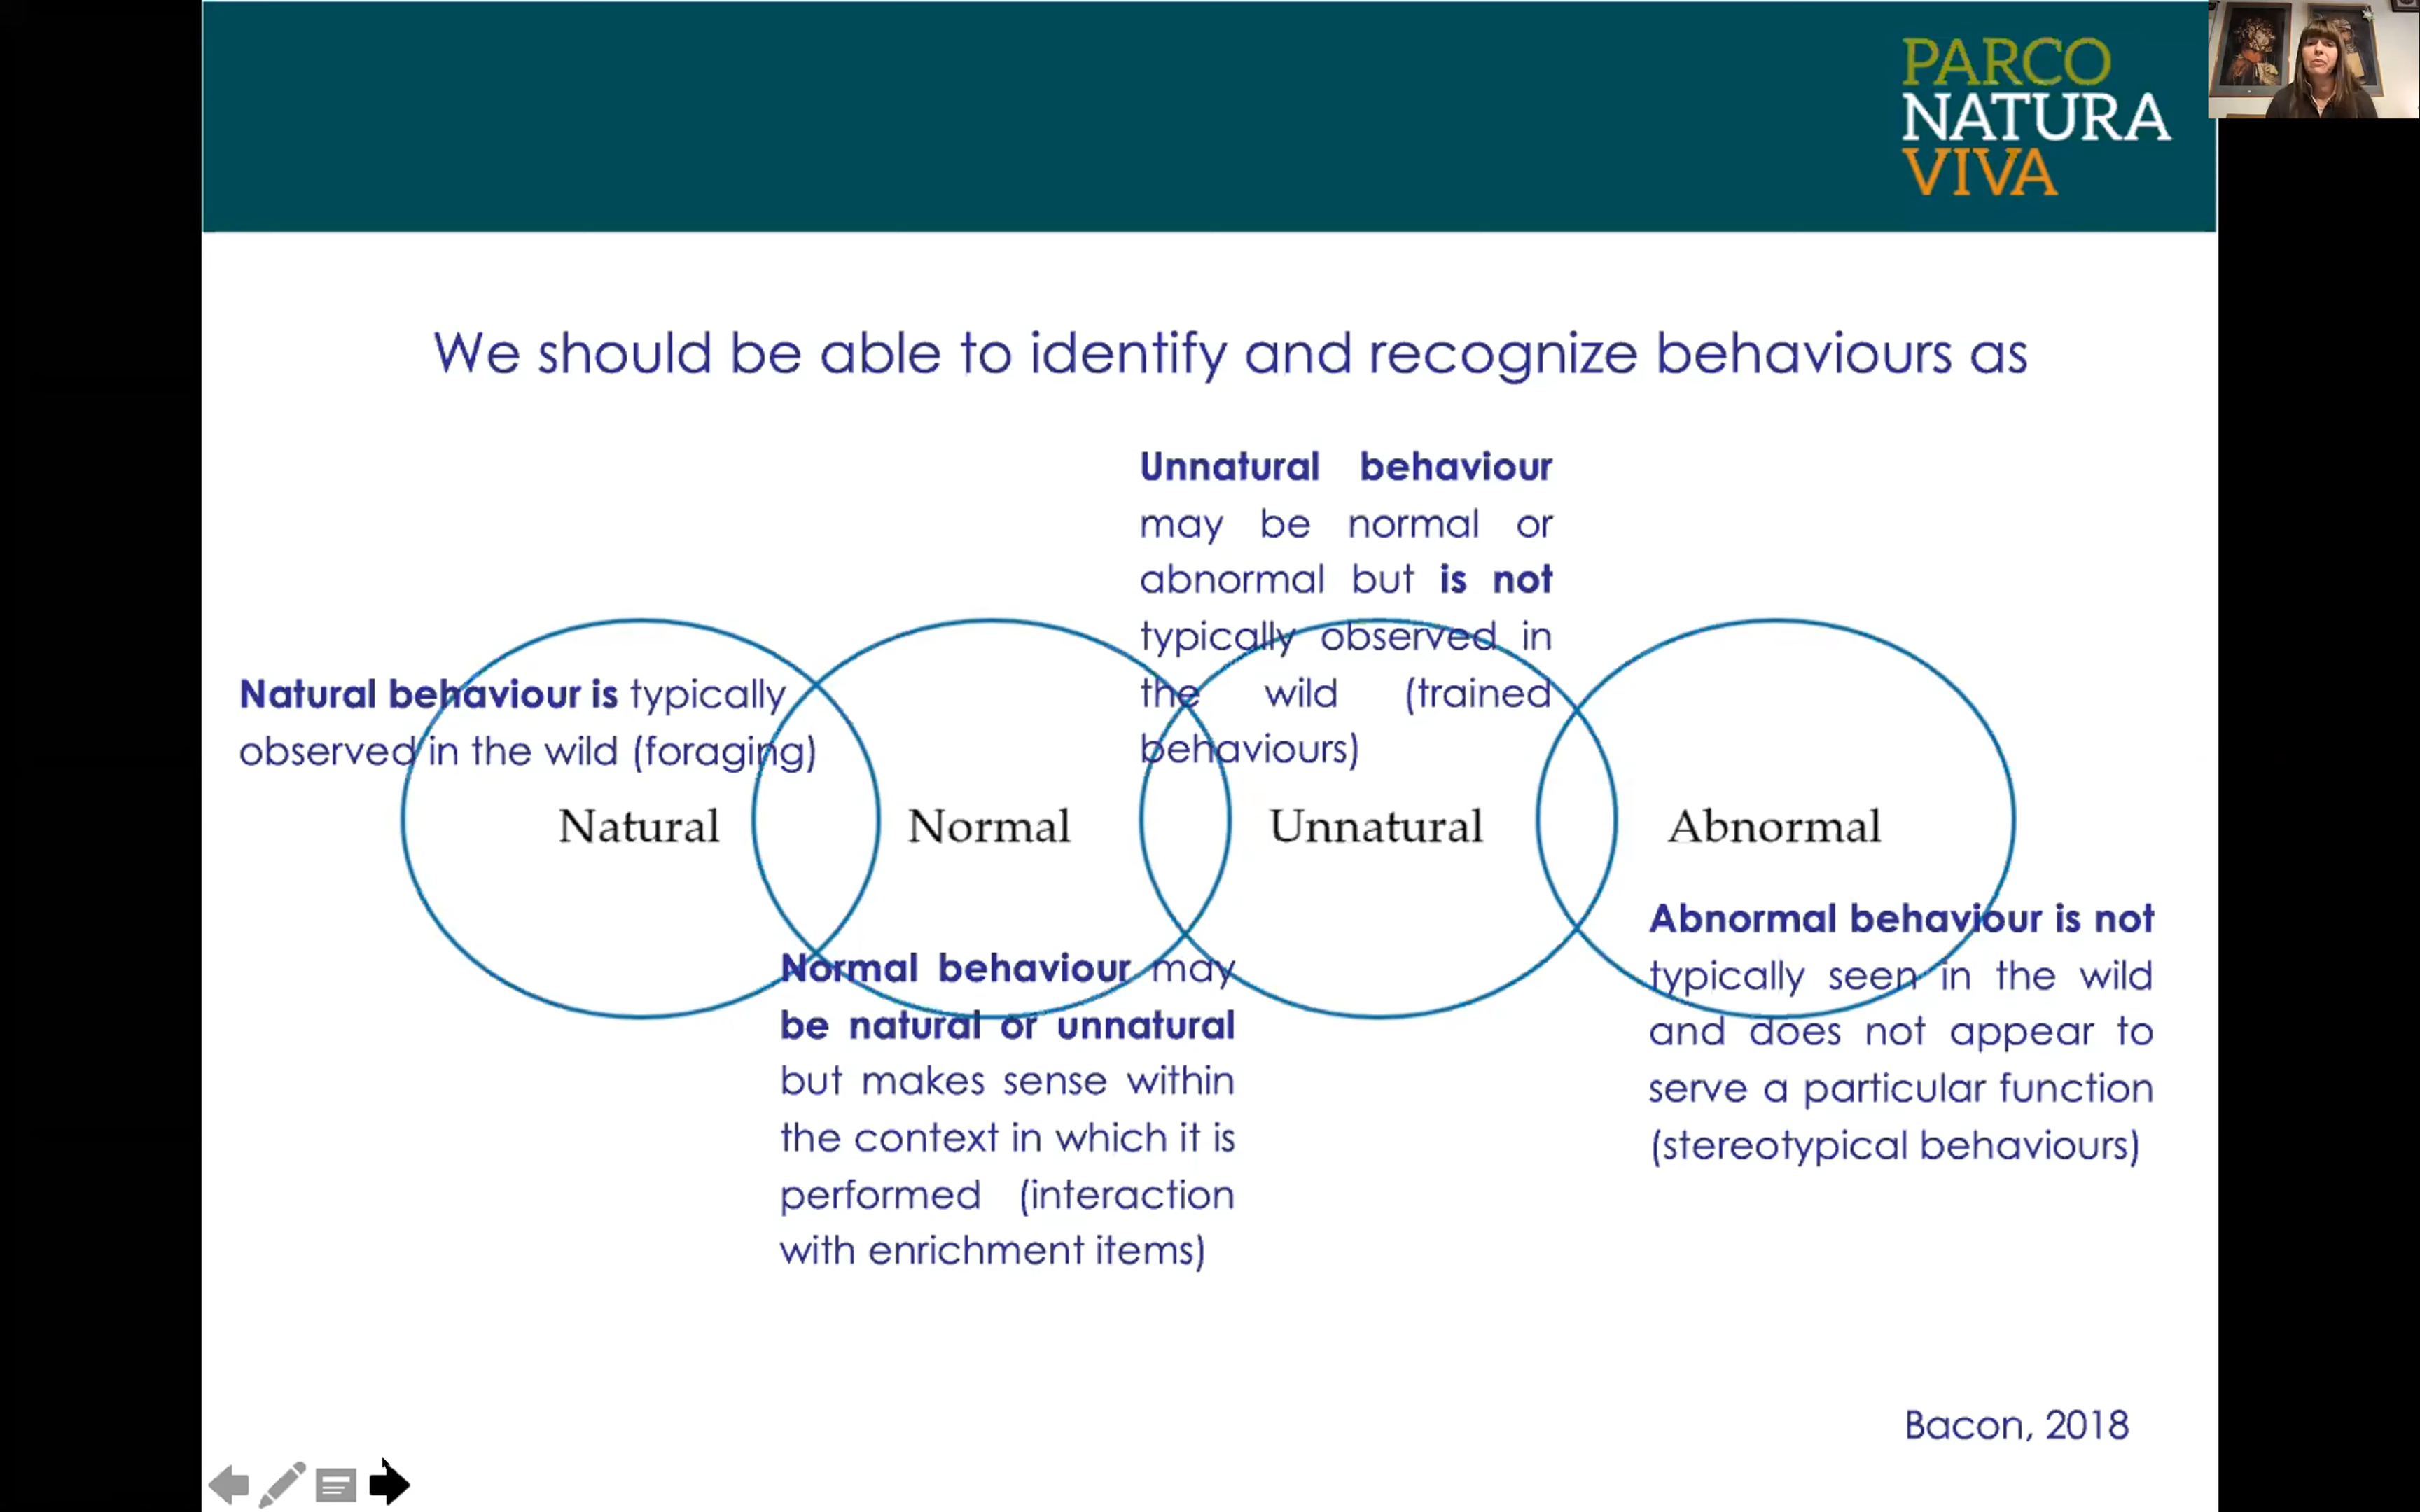 PARCO
NATURA
VIVA
We should be able to identify and recognize behaviours as
Unnatural behaviour
may be normal or
abnormal but is not
typically observed in
the wild (trained
behaviours)
Natural behaviour is typically
observed in the wild (foraging)
Natural
Normal
Unnatural
Abnormal
Normal behaviour may
be natural or unnatural
but makes sense within
the context in which it is
performed (interaction
with enrichment items)
Abnormal behaviour is not
typically seen in the wild
and does not appear to
serve a particular function
(stereotypical behaviours)
Bacon, 2018